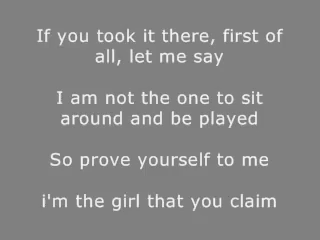 If you took it there, first of
all, let me say
I am not the one to sit
around and be played
So prove yourself to me
i'm the girl that you claim